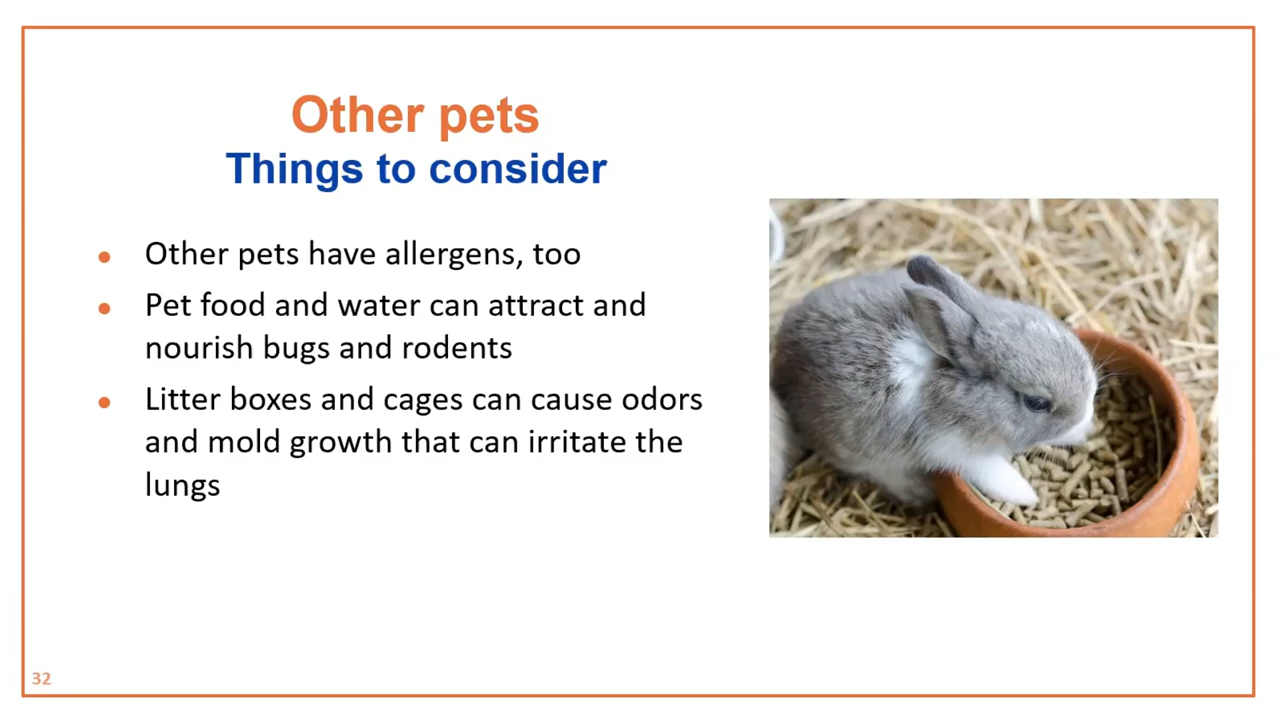 Other pets
Things to consider
• Other pets have allergens, too
• Pet food and water can attract and
nourish bugs and rodents
• Litter boxes and cages can cause odors
and mold growth that can irritate the
lungs
32